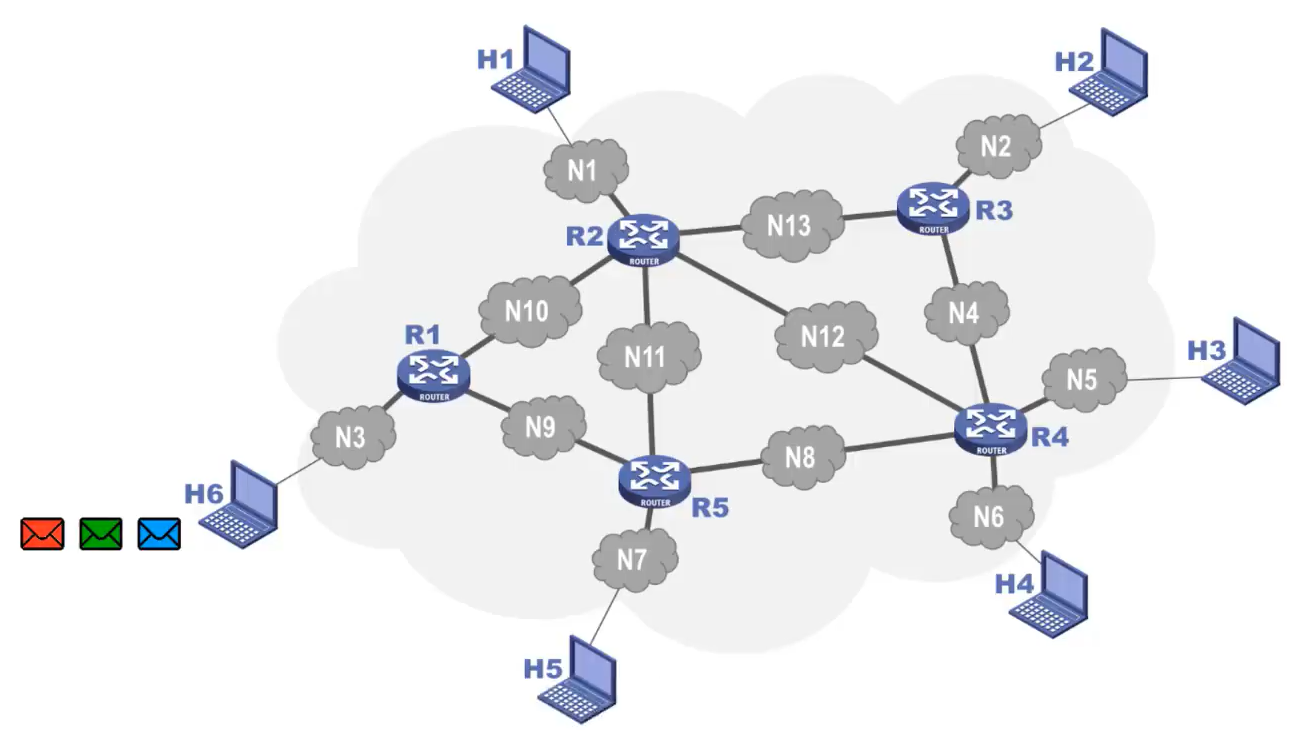 H1
H2
N1
N2
R2
ROUTER
N13
R3
ROUTER
N10
N11
N12
N4
R1
ROUTER
H3
N5
N3
N9
N8
R4
ROUTER
H6
R5
ROUTER
N6
N7
H4
H5